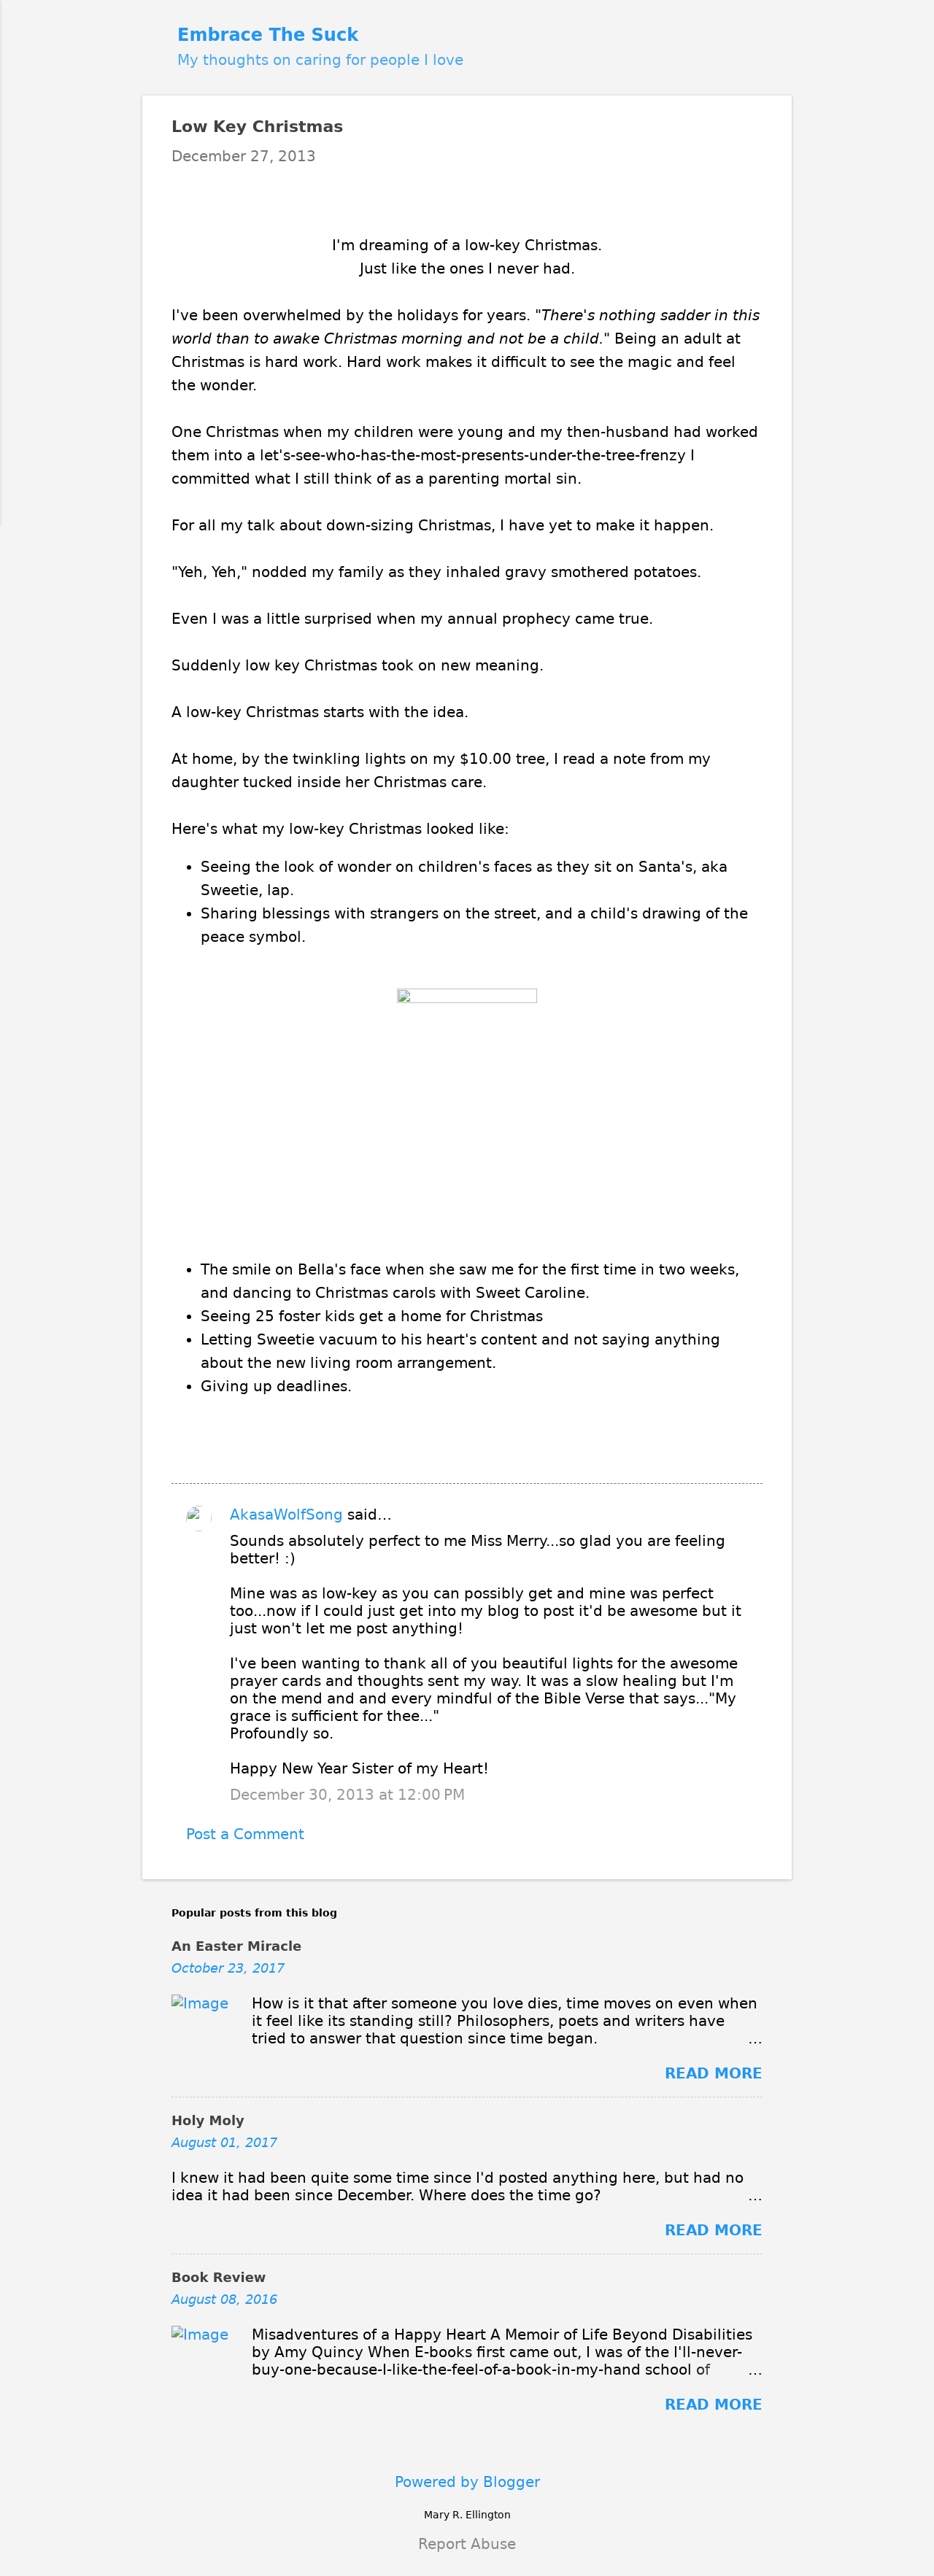 Embrace The Suck
My thoughts on caring for people I love
Low Key Christmas
December 27, 2013
I'm dreaming of a low-key Christmas.
Just like the ones I never had.
I've been overwhelmed by the holidays for years. "There's nothing sadder in this
world than to awake Christmas morning and not be a child." Being an adult at
Christmas is hard work. Hard work makes it difficult to see the magic and feel
the wonder.
One Christmas when my children were young and my then-husband had worked
them into a let's-see-who-has-the-most-presents-under-the-tree-frenzy I
committed what I still think of as a parenting mortal sin.
For all my talk about down-sizing Christmas, I have yet to make it happen.
"Yeh, Yeh," nodded my family as they inhaled gravy smothered potatoes.
Even I was a little surprised when my annual prophecy came true.
Suddenly low key Christmas took on new meaning.
A low-key Christmas starts with the idea.
At home, by the twinkling lights on my $10.00 tree, I read a note from my
daughter tucked inside her Christmas care.
Here's what my low-key Christmas looked like:
• Seeing the look of wonder on children's faces as they sit on Santa's, aka
Sweetie, lap.
• Sharing blessings with strangers on the street, and a child's drawing of the
peace symbol.
• The smile on Bella's face when she saw me for the first time in two weeks,
and dancing to Christmas carols with Sweet Caroline.
• Seeing 25 foster kids get a home for Christmas
• Letting Sweetie vacuum to his heart's content and not saying anything
about the new living room arrangement.
• Giving up deadlines.
AkasaWolfSong said…
Sounds absolutely perfect to me Miss Merry...so glad you are feeling
better! :)
Mine was as low-key as you can possibly get and mine was perfect
too...now if I could just get into my blog to post it'd be awesome but it
just won't let me post anything!
I've been wanting to thank all of you beautiful lights for the awesome
prayer cards and thoughts sent my way. It was a slow healing but I'm
on the mend and and every mindful of the Bible Verse that says..."My
grace is sufficient for thee..."
Profoundly so.
Happy New Year Sister of my Heart!
December 30, 2013 at 12:00 PM
Post a Comment
Popular posts from this blog
An Easter Miracle
October 23, 2017
Image
How is it that after someone you love dies, time moves on even when
it feel like its standing still? Philosophers, poets and writers have
tried to answer that question since time began. …
READ MORE
Holy Moly
August 01, 2017
I knew it had been quite some time since I'd posted anything here, but had no
idea it had been since December. Where does the time go? …
READ MORE
Book Review
August 08, 2016
Image
Misadventures of a Happy Heart A Memoir of Life Beyond Disabilities
by Amy Quincy When E-books first came out, I was of the I'll-never-
buy-one-because-I-like-the-feel-of-a-book-in-my-hand school of …
READ MORE
Powered by Blogger
Mary R. Ellington
Report Abuse